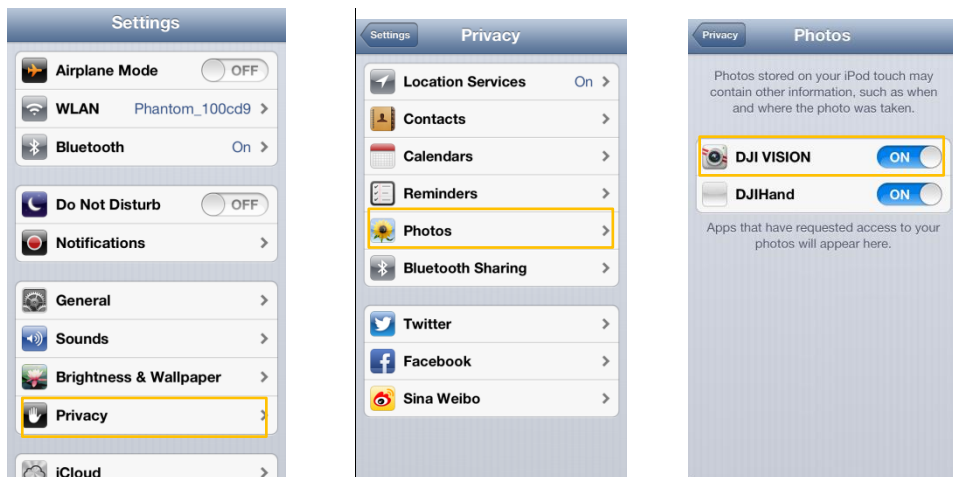 Settings
Airplane Mode OFF
WLAN Phantom_100cd9
Bluetooth On
Do Not Disturb OFF
Notifications
General
Sounds
Brightness & Wallpaper
Privacy
iCloud
Settings Privacy
Location Services On
Contacts
Calendars
Reminders
Photos
Bluetooth Sharing
Twitter
Facebook
Sina Weibo
Privacy Photos
Photos stored on your iPod touch may
contain other information, such as when
and where the photo was taken.
DJI VISION ON
DJIHand ON
Apps that have requested access to your
photos will appear here.